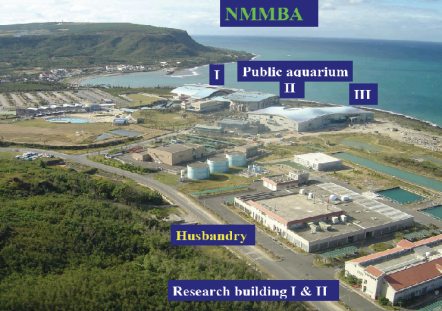 NMMBA
I
Public aquarium
II
III
Husbandry
Research building I & II